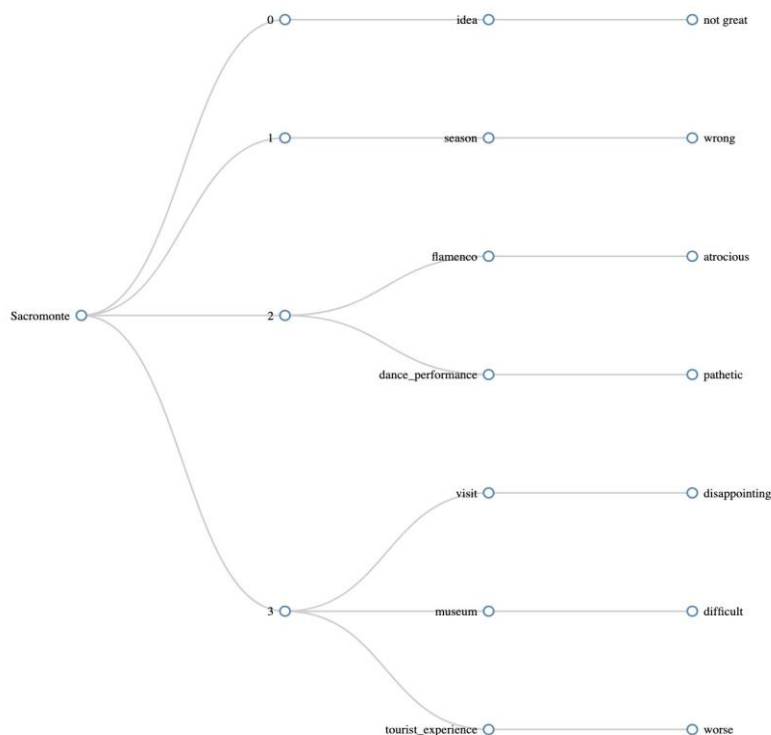 0 idea not great
1 season wrong
flamenco atrocious
Sacromonte 2
dance_performance pathetic
visit disappointing
3 museum difficult
tourist_experience worse